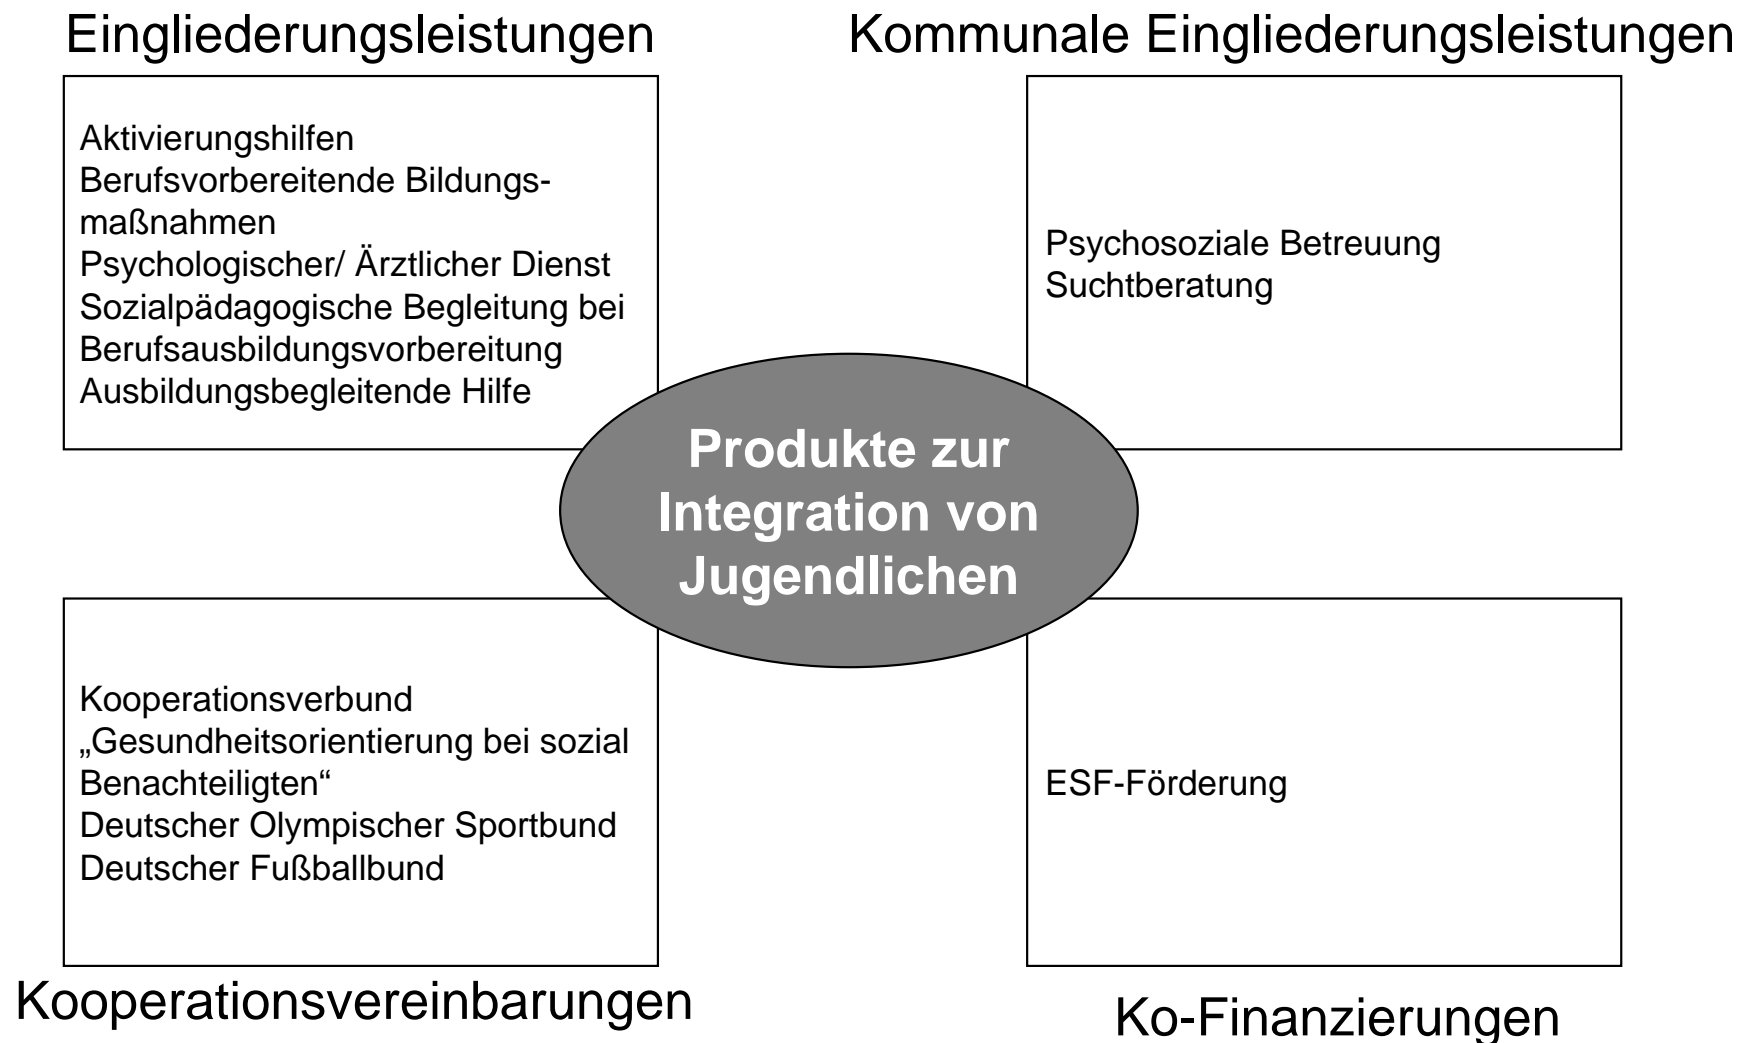 Eingliederungsleistungen
Kommunale Eingliederungsleistungen
Aktivierungshilfen
Berufsvorbereitende Bildungs-
maßnahmen
Psychologischer/ Ärztlicher Dienst
Sozialpädagogische Begleitung bei
Berufsausbildungsvorbereitung
Ausbildungsbegleitende Hilfe
Psychosoziale Betreuung
Suchtberatung
Produkte zur
Integration von
Jugendlichen
Kooperationsverbund
„Gesundheitsorientierung bei sozial
Benachteiligten“
Deutscher Olympischer Sportbund
Deutscher Fußballbund
ESF-Förderung
Kooperationsvereinbarungen
Ko-Finanzierungen